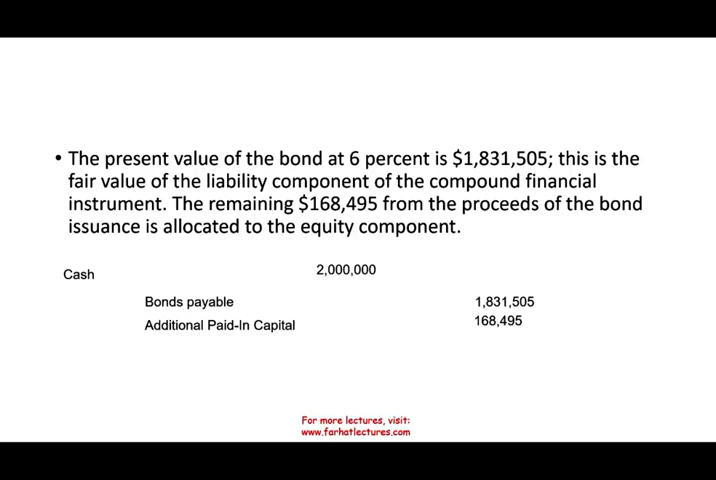 • The present value of the bond at 6 percent is $1,831,505; this is the
fair value of the liability component of the compound financial
instrument. The remaining $168,495 from the proceeds of the bond
issuance is allocated to the equity component.
Cash 2,000,000
Bonds payable 1,831,505
Additional Paid-In Capital 168,495
For more lectures, visit:
www.farhatlectures.com